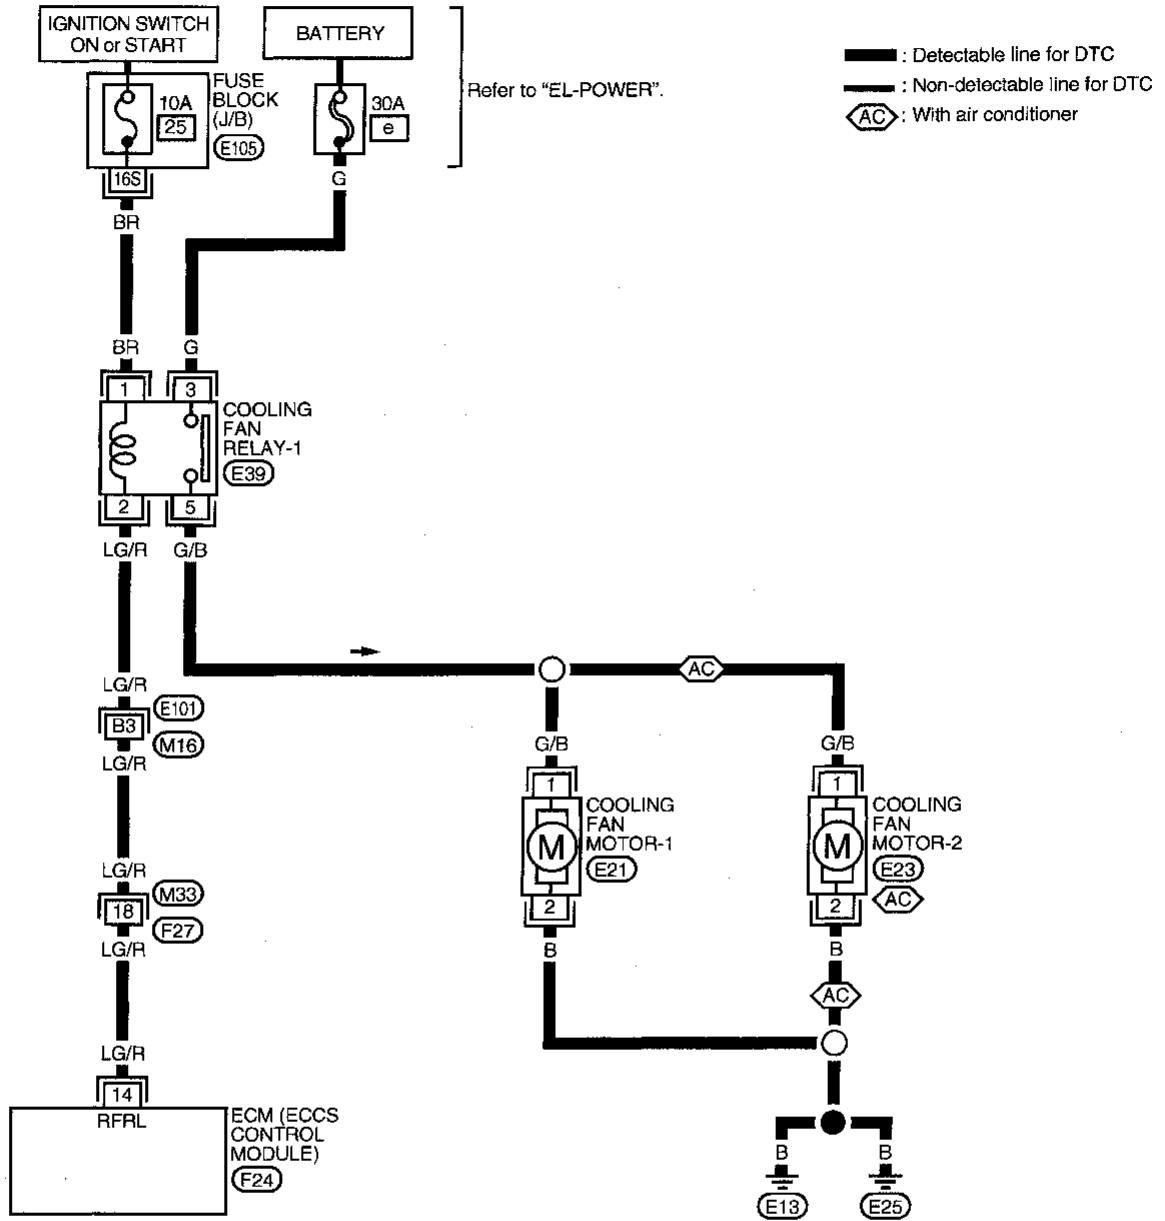 IGNITION SWITCH
ON or START
BATTERY
FUSE
BLOCK
(J/B)
E105
10A
25
30A
e
Refer to "EL-POWER".
: Detectable line for DTC
: Non-detectable line for DTC
AC : With air conditioner
16S
G
BR
BR
G
1
3
COOLING
FAN
RELAY-1
E39
2
5
LG/R
G/B
AC
LG/R
E101
B3
M16
LG/R
G/B
G/B
1
1
COOLING
FAN
MOTOR-1
E21
M
COOLING
FAN
MOTOR-2
E23
AC
M
LG/R
M33
18
F27
LG/R
2
2
B
B
AC
LG/R
14
RFRL
ECM (ECCS
CONTROL
MODULE)
F24
B
B
E13
E25